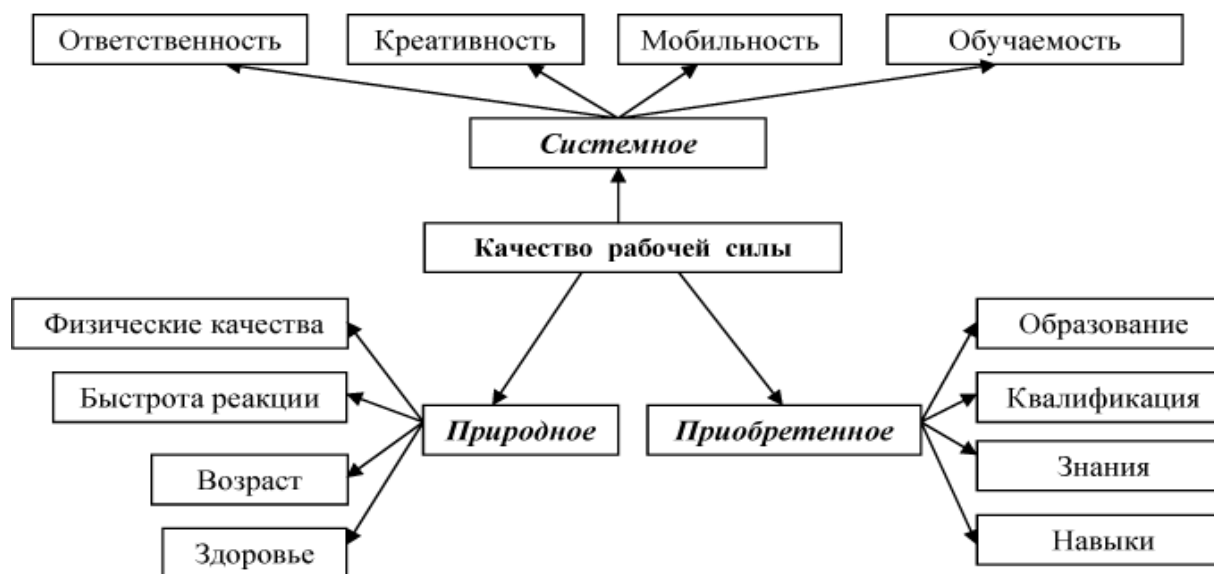 Ответственность
Креативность
Мобильность
Обучаемость
Системное
Качество рабочей силы
Физические качества
Быстрота реакции
Возраст
Здоровье
Природное
Приобретенное
Образование
Квалификация
Знания
Навыки